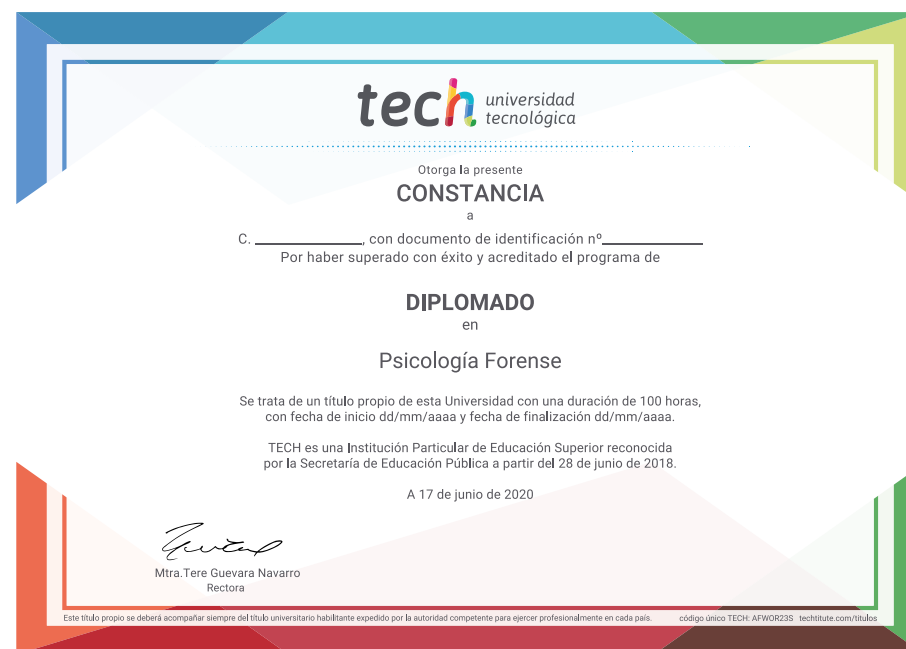 tech universidad
tecnológica
Otorga la presente
CONSTANCIA
a
C. ______________, con documento de identificación nº_____________
Por haber superado con éxito y acreditado el programa de
DIPLOMADO
en
Psicología Forense
Se trata de un título propio de esta Universidad con una duración de 100 horas,
con fecha de inicio dd/mm/aaaa y fecha de finalización dd/mm/aaaa.
TECH es una Institución Particular de Educación Superior reconocida
por la Secretaría de Educación Pública a partir del 28 de junio de 2018.
A 17 de junio de 2020
Mtra.Tere Guevara Navarro
Rectora
Este título propio se deberá acompañar siempre del título universitario habilitante expedido por la autoridad competente para ejercer profesionalmente en cada país. código único TECH: AFWOR23S techtitute.com/titulos